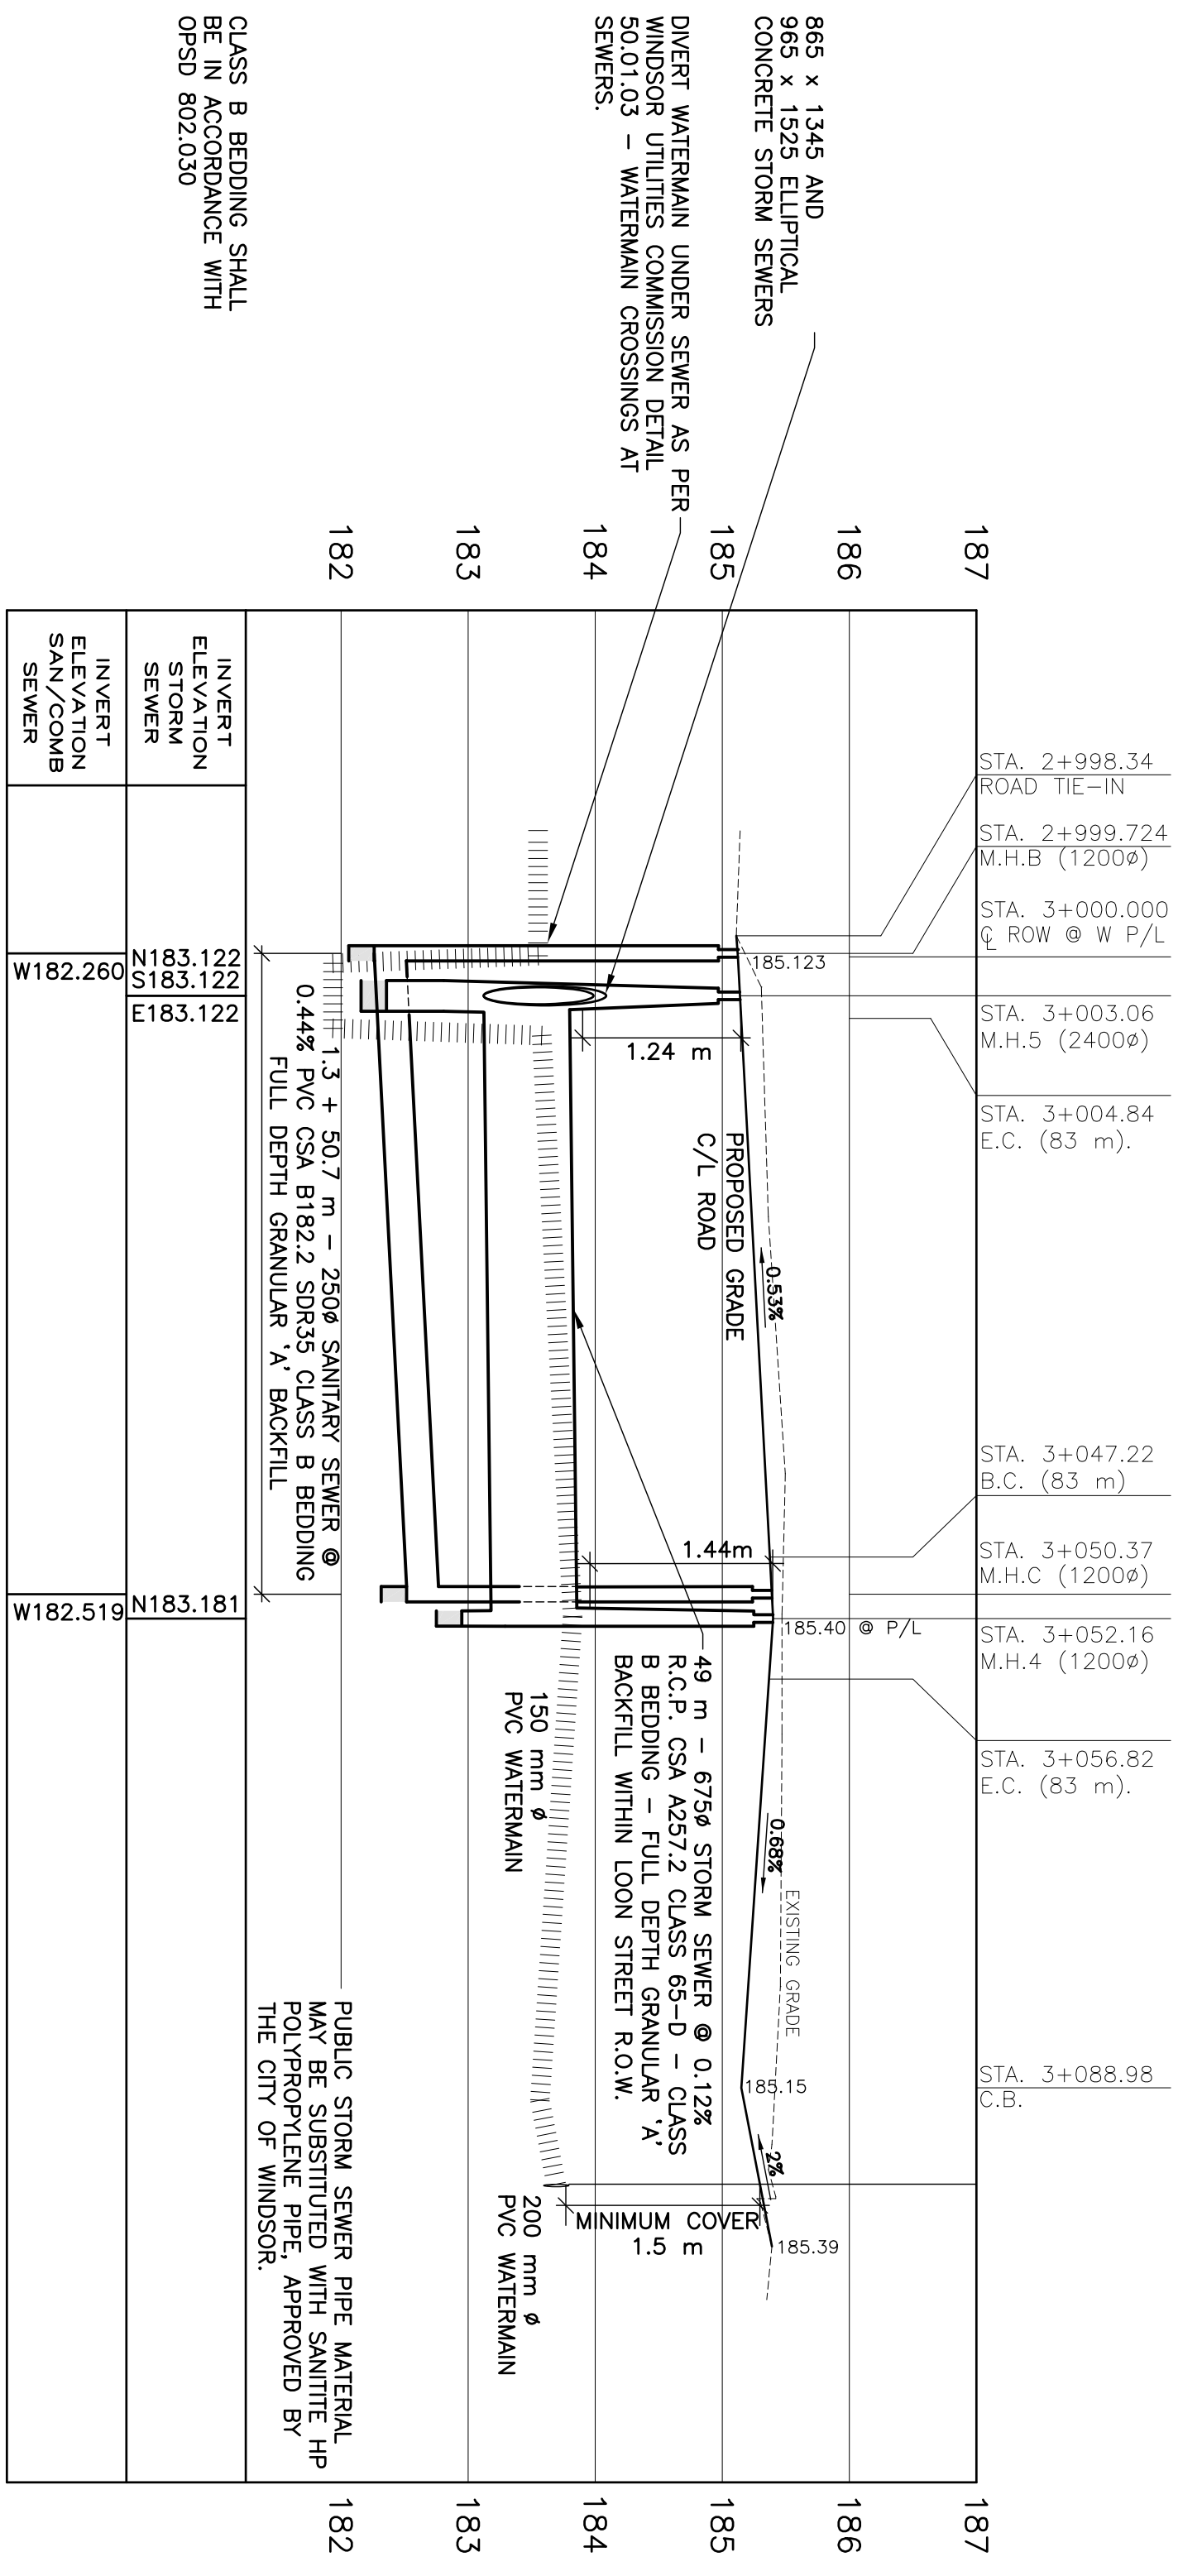 865 x 1345 AND
965 x 1525 ELLIPTICAL
CONCRETE STORM SEWERS
DIVERT WATERMAIN UNDER SEWER AS PER
WINDSOR UTILITIES COMMISSION DETAIL
50.01.03 – WATERMAIN CROSSINGS AT
SEWERS.
CLASS B BEDDING SHALL
BE IN ACCORDANCE WITH
OPSD 802.030
187
186
185
184
183
182
INVERT
ELEVATION
STORM
SEWER
INVERT
ELEVATION
SAN/COMB
SEWER
STA. 2+998.34
ROAD TIE–IN
STA. 2+999.724
M.H.B (1200ø)
STA. 3+000.000
℄ ROW @ W P/L
STA. 3+003.06
M.H.5 (2400ø)
STA. 3+004.84
E.C. (83 m).
STA. 3+047.22
B.C. (83 m)
STA. 3+050.37
M.H.C (1200ø)
STA. 3+052.16
M.H.4 (1200ø)
STA. 3+056.82
E.C. (83 m).
STA. 3+088.98
C.B.
185.123
1.24 m
PROPOSED GRADE
C/L ROAD
0.53%
1.44m
185.40 @ P/L
0.68%
EXISTING GRADE
185.15
2%
185.39
MINIMUM COVER
1.5 m
49 m – 675ø STORM SEWER @ 0.12%
R.C.P. CSA A257.2 CLASS 65–D – CLASS
B BEDDING – FULL DEPTH GRANULAR 'A'
BACKFILL WITHIN LOON STREET R.O.W.
150 mm ø
PVC WATERMAIN
200 mm ø
PVC WATERMAIN
1.3 + 50.7 m – 250ø SANITARY SEWER @
0.44% PVC CSA B182.2 SDR35 CLASS B BEDDING
FULL DEPTH GRANULAR 'A' BACKFILL
PUBLIC STORM SEWER PIPE MATERIAL
MAY BE SUBSTITUTED WITH SANITITE HP
POLYPROPYLENE PIPE, APPROVED BY
THE CITY OF WINDSOR.
N183.122
S183.122
E183.122
N183.181
W182.260
W182.519
187
186
185
184
183
182